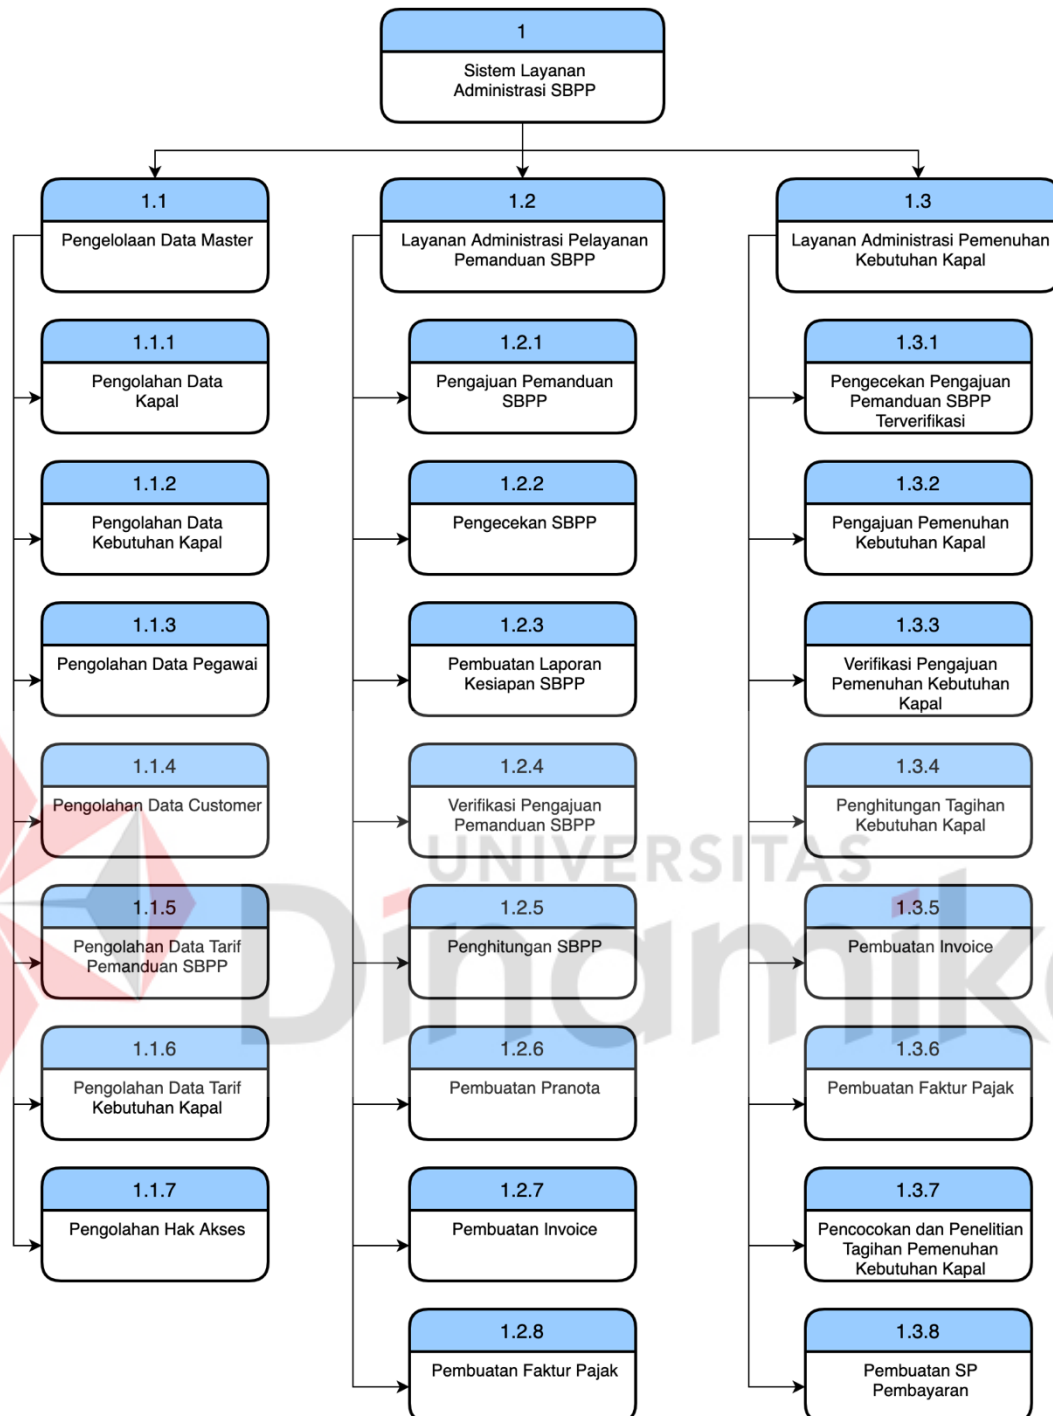 1
Sistem Layanan
Administrasi SBPP
1.1
Pengelolaan Data Master
1.1.1
Pengolahan Data
Kapal
1.1.2
Pengolahan Data
Kebutuhan Kapal
1.1.3
Pengolahan Data Pegawai
1.1.4
Pengolahan Data Customer
1.1.5
Pengolahan Data Tarif
Pemanduan SBPP
1.1.6
Pengolahan Data Tarif
Kebutuhan Kapal
1.1.7
Pengolahan Hak Akses
1.2
Layanan Administrasi Pelayanan
Pemanduan SBPP
1.2.1
Pengajuan Pemanduan
SBPP
1.2.2
Pengecekan SBPP
1.2.3
Pembuatan Laporan
Kesiapan SBPP
1.2.4
Verifikasi Pengajuan
Pemanduan SBPP
1.2.5
Penghitungan SBPP
1.2.6
Pembuatan Pranota
1.2.7
Pembuatan Invoice
1.2.8
Pembuatan Faktur Pajak
1.3
Layanan Administrasi Pemenuhan
Kebutuhan Kapal
1.3.1
Pengecekan Pengajuan
Pemanduan SBPP
Terverifikasi
1.3.2
Pengajuan Pemenuhan
Kebutuhan Kapal
1.3.3
Verifikasi Pengajuan
Pemenuhan Kebutuhan
Kapal
1.3.4
Penghitungan Tagihan
Kebutuhan Kapal
1.3.5
Pembuatan Invoice
1.3.6
Pembuatan Faktur Pajak
1.3.7
Pencocokan dan Penelitian
Tagihan Pemenuhan
Kebutuhan Kapal
1.3.8
Pembuatan SP
Pembayaran
UNIVERSITAS
Dinamika